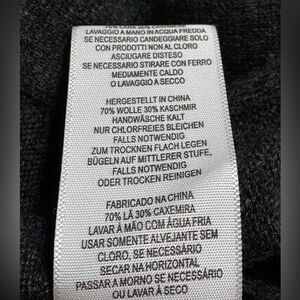 70% LANA 30% CASHMERE
LAVAGGIO A MANO IN ACQUA FREDDA
SE NECESSARIO CANDEGGIARE SOLO
CON PRODOTTI NON AL CLORO
ASCIUGARE DISTESO
SE NECESSARIO STIRARE CON FERRO
MEDIAMENTE CALDO
O LAVAGGIO A SECCO
HERGESTELLT IN CHINA
70% WOLLE 30% KASCHMIR
HANDWÄSCHE KALT
NUR CHLORFREIES BLEICHEN
FALLS NOTWENDIG
ZUM TROCKNEN FLACH LEGEN
BÜGELN AUF MITTLERER STUFE,
FALLS NOTWENDIG
ODER TROCKEN REINIGEN
FABRICADO NA CHINA
70% LÃ 30% CAXEMIRA
LAVAR À MÃO COM ÁGUA FRIA
USAR SOMENTE ALVEJANTE SEM
CLORO, SE NECESSÁRIO
SECAR NA HORIZONTAL
PASSAR A MORNO SE NECESSÁRIO
OU LAVAR À SECO